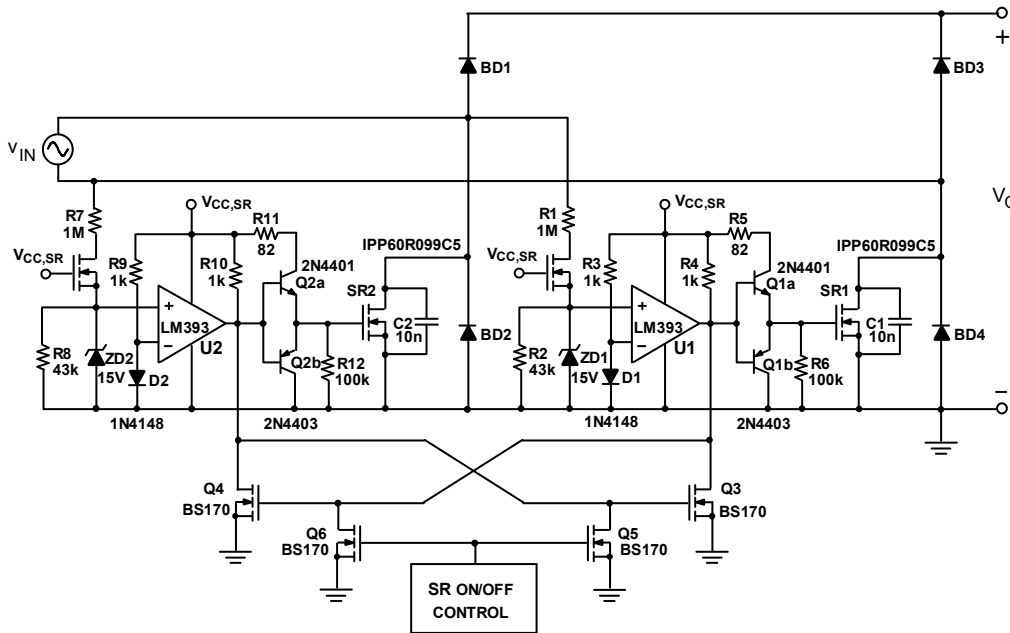 +
BD1
BD3
vIN
VCC,SR
R1
1M
VCC,SR
R7
1M
R11
82
R5
82
IPP60R099C5
IPP60R099C5
VCC,SR
R9
1k
R10
1k
2N4401
Q2a
VCC,SR
R3
1k
R4
1k
2N4401
Q1a
SR2
SR1
+
LM393
−
U2
C2
10n
BD2
+
LM393
−
U1
C1
10n
BD4
R8
43k
ZD2
15V
D2
Q2b
R12
100k
R2
43k
ZD1
15V
D1
Q1b
R6
100k
−
1N4148
2N4403
1N4148
2N4403
Q4
BS170
Q3
BS170
Q6
BS170
Q5
BS170
SR ON/OFF
CONTROL